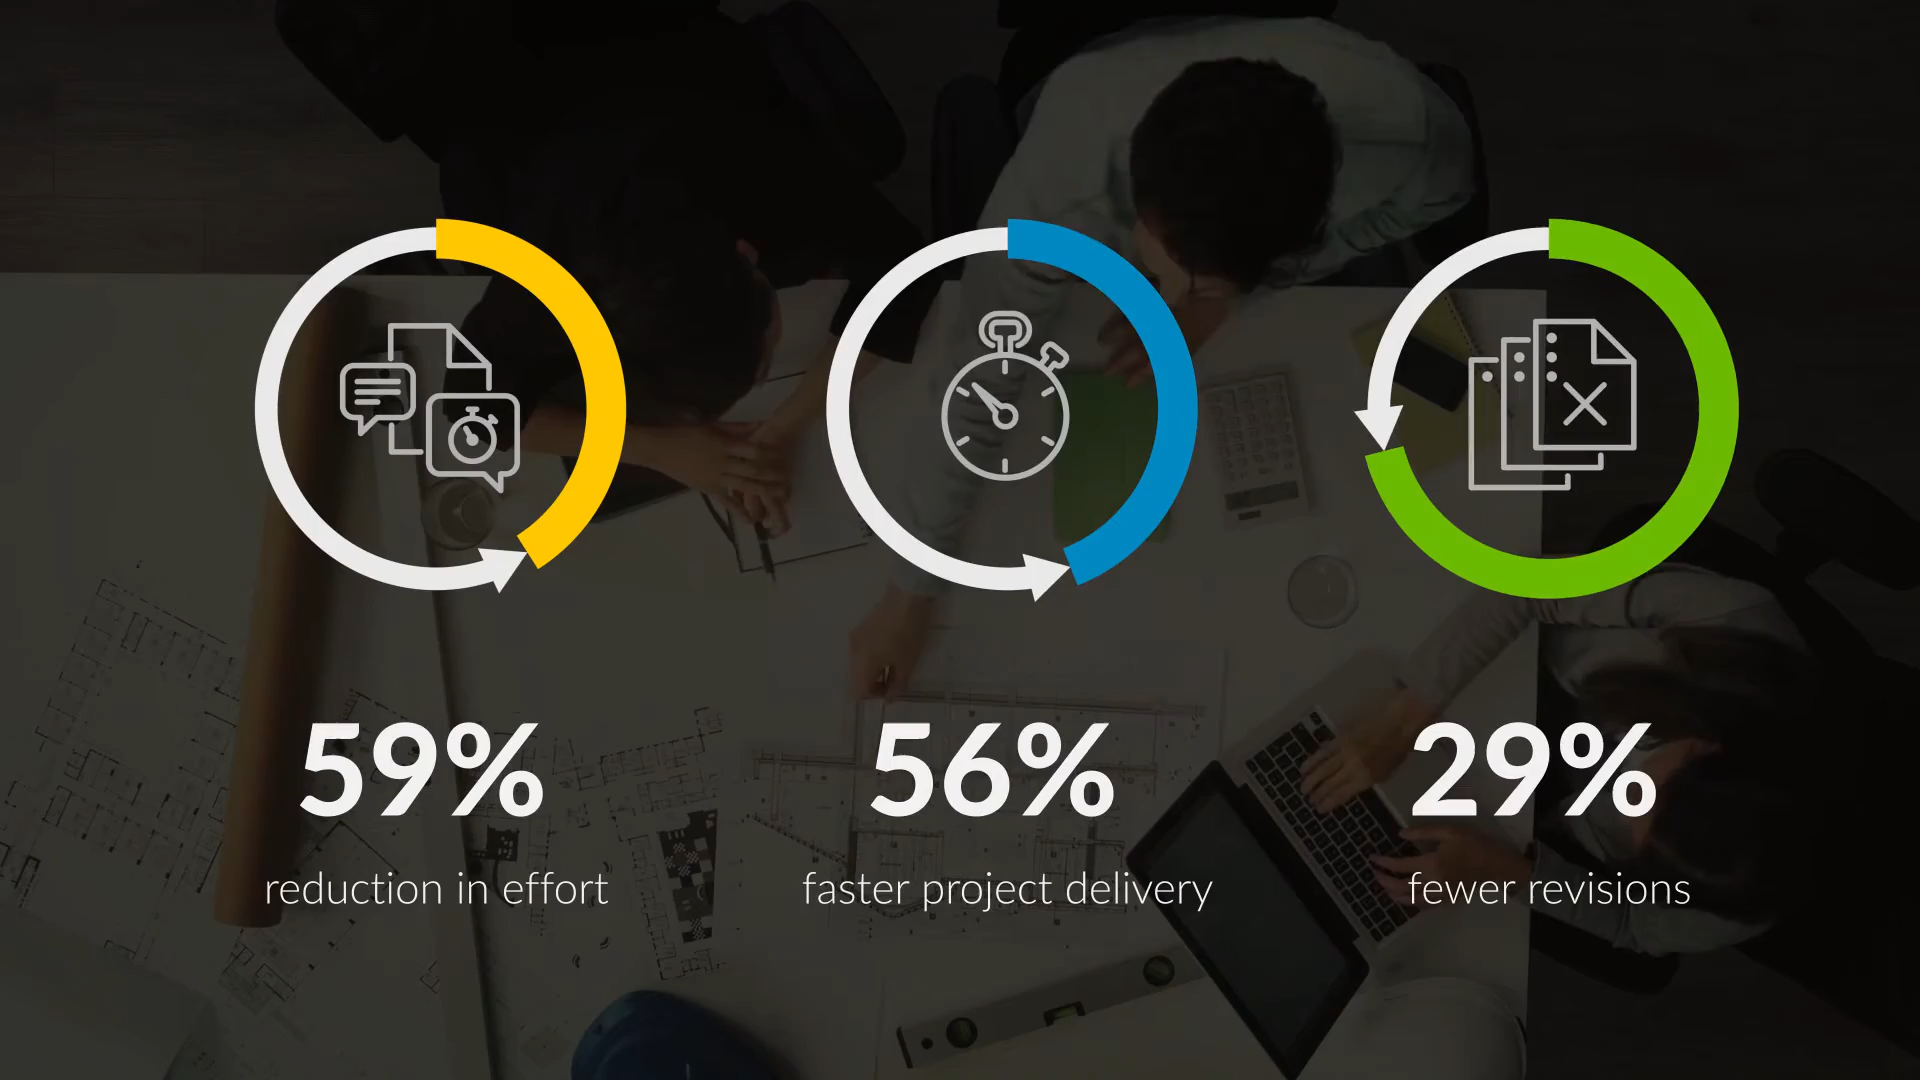 59%
reduction in effort
56%
faster project delivery
29%
fewer revisions